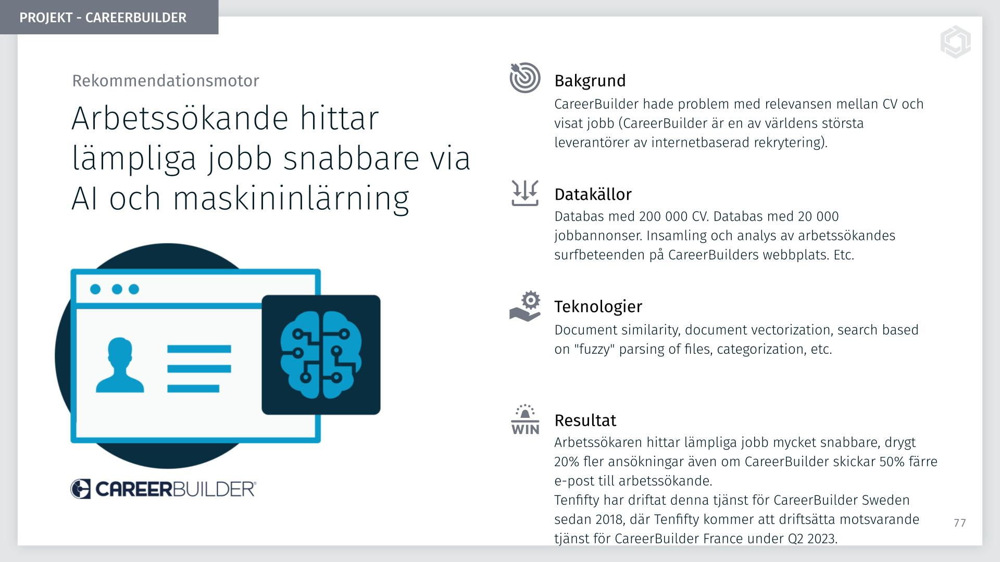 PROJEKT - CAREERBUILDER
Rekommendationsmotor
Arbetssökande hittar
lämpliga jobb snabbare via
AI och maskininlärning
CAREERBUILDER®
Bakgrund
CareerBuilder hade problem med relevansen mellan CV och
visat jobb (CareerBuilder är en av världens största
leverantörer av internetbaserad rekrytering).
Datakällor
Databas med 200 000 CV. Databas med 20 000
jobbannonser. Insamling och analys av arbetssökandes
surfbeteenden på CareerBuilders webbplats. Etc.
Teknologier
Document similarity, document vectorization, search based
on "fuzzy" parsing of files, categorization, etc.
WIN
Resultat
Arbetssökaren hittar lämpliga jobb mycket snabbare, drygt
20% fler ansökningar även om CareerBuilder skickar 50% färre
e-post till arbetssökande.
Tenfifty har driftat denna tjänst för CareerBuilder Sweden
sedan 2018, där Tenfifty kommer att driftsätta motsvarande
tjänst för CareerBuilder France under Q2 2023.
77